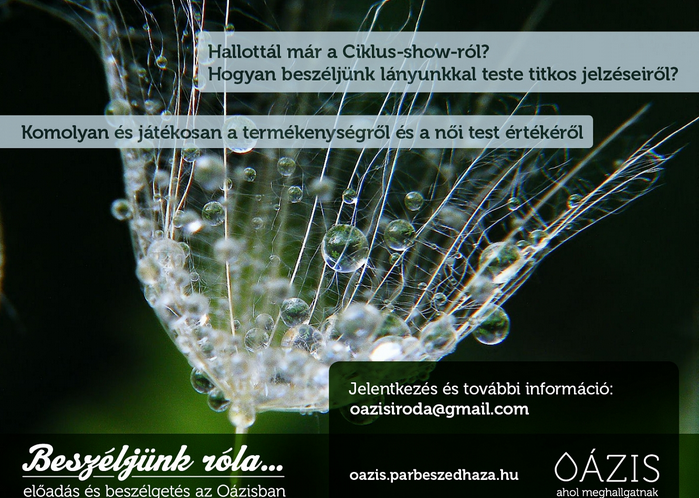 Hallottál már a Ciklus-show-ról?
Hogyan beszéljünk lányunkkal teste titkos jelzéseiről?
Komolyan és játékosan a termékenységről és a női test értékéről
Jelentkezés és további információ:
oazisiroda@gmail.com
Beszéljünk róla...
előadás és beszélgetés az Oázisban
oazis.parbeszedhaza.hu
OÁZIS
ahol meghallgatnak